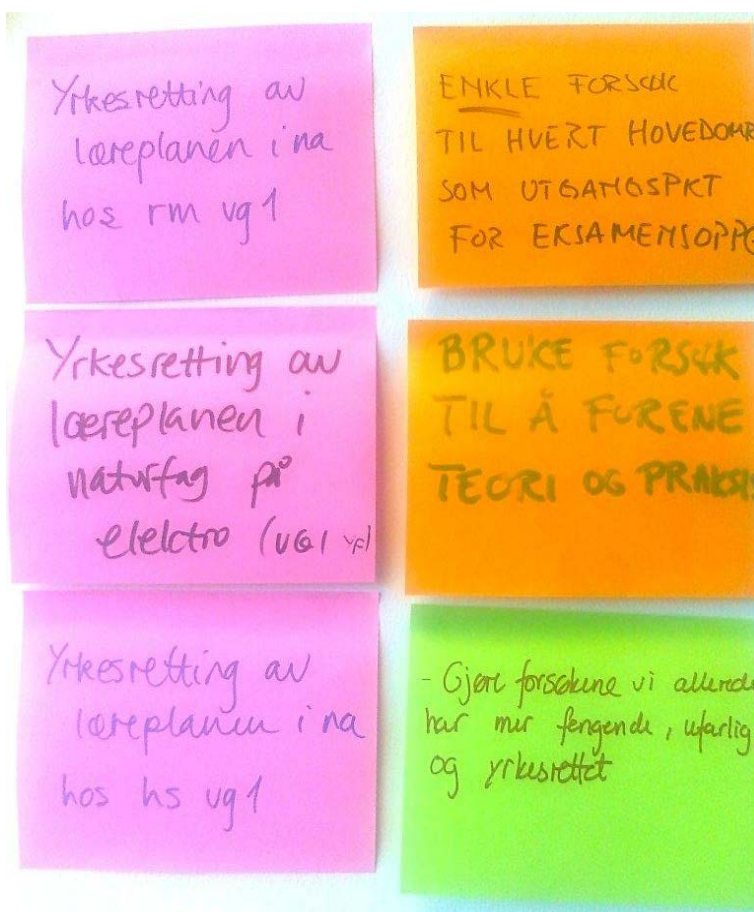 Yrkesretting av
læreplanen i na
hos rm vg1
Yrkesretting av
læreplanen i
naturfag på
elektro (VG1 YF)
Yrkesretting av
læreplanen i na
hos hs vg1
ENKLE FORSØK
TIL HVERT HOVEDOMR
SOM UTGANGSPKT
FOR EKSAMENSOPPG
BRUKE FORSØK
TIL Å FORENE
TEORI OG PRAKSIS
- Gjøre forsøkene vi allerede
har mer fengende, ufarlig
og yrkesrettet